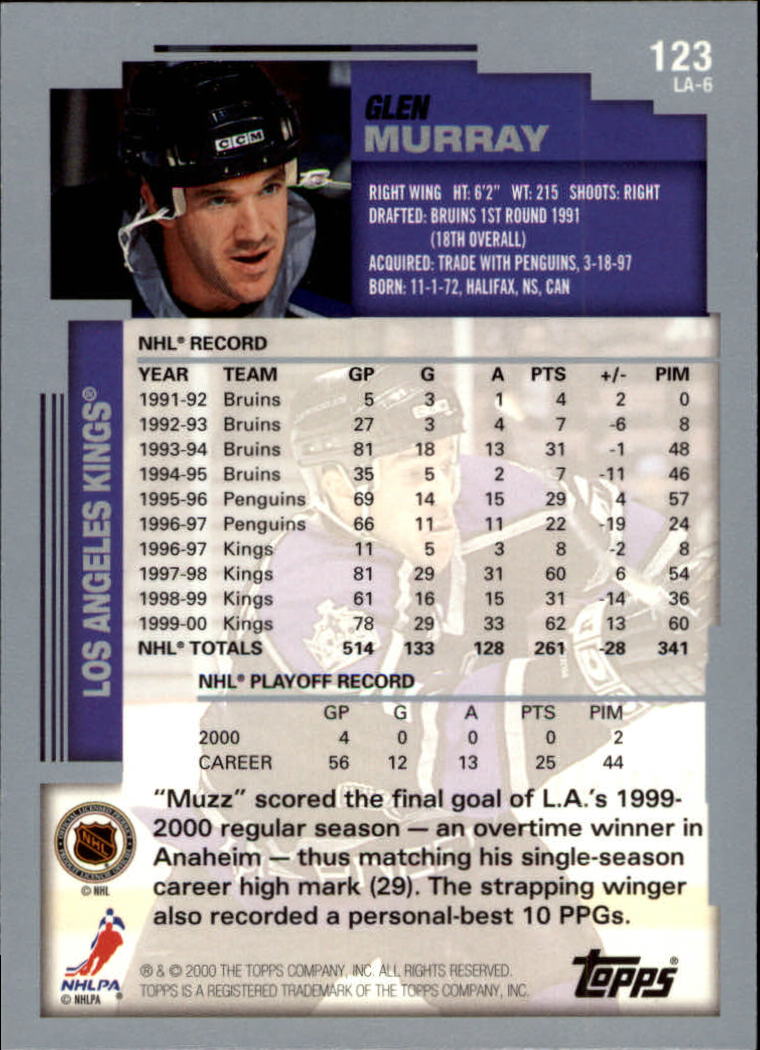 123
LA-6
CCM
GLEN
MURRAY
RIGHT WING HT: 6'2" WT: 215 SHOOTS: RIGHT
DRAFTED: BRUINS 1ST ROUND 1991
(18TH OVERALL)
ACQUIRED: TRADE WITH PENGUINS, 3-18-97
BORN: 11-1-72, HALIFAX, NS, CAN
LOS ANGELES KINGS®
NHL® RECORD
YEAR TEAM GP G A PTS +/- PIM
1991-92 Bruins 5 3 1 4 2 0
1992-93 Bruins 27 3 4 7 -6 8
1993-94 Bruins 81 18 13 31 -1 48
1994-95 Bruins 35 5 2 7 -11 46
1995-96 Penguins 69 14 15 29 4 57
1996-97 Penguins 66 11 11 22 -19 24
1996-97 Kings 11 5 3 8 -2 8
1997-98 Kings 81 29 31 60 6 54
1998-99 Kings 61 16 15 31 -14 36
1999-00 Kings 78 29 33 62 13 60
NHL® TOTALS 514 133 128 261 -28 341
NHL® PLAYOFF RECORD
GP G A PTS PIM
2000 4 0 0 0 2
CAREER 56 12 13 25 44
"Muzz" scored the final goal of L.A.'s 1999-
2000 regular season — an overtime winner in
Anaheim — thus matching his single-season
career high mark (29). The strapping winger
also recorded a personal-best 10 PPGs.
NHL
© NHL
NHLPA®
© NHLPA
® & © 2000 THE TOPPS COMPANY, INC. ALL RIGHTS RESERVED.
TOPPS IS A REGISTERED TRADEMARK OF THE TOPPS COMPANY, INC.
Topps®